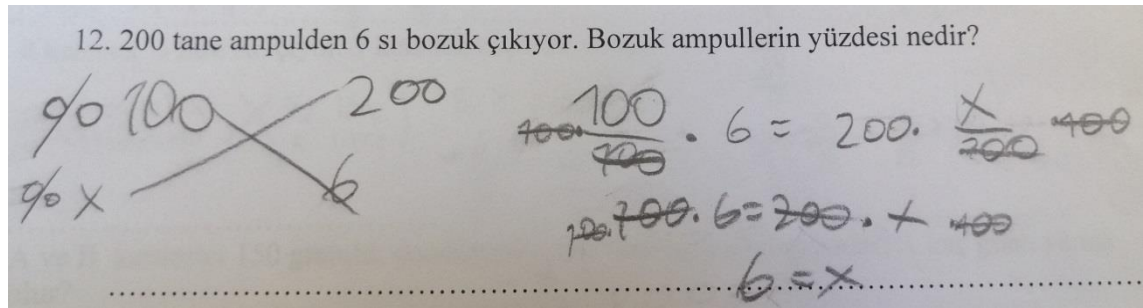 12. 200 tane ampulden 6 sı bozuk çıkıyor. Bozuk ampullerin yüzdesi nedir?
%100 200
%x 6
100/100 . 6 = 200. x/200
6=200. x
6=x